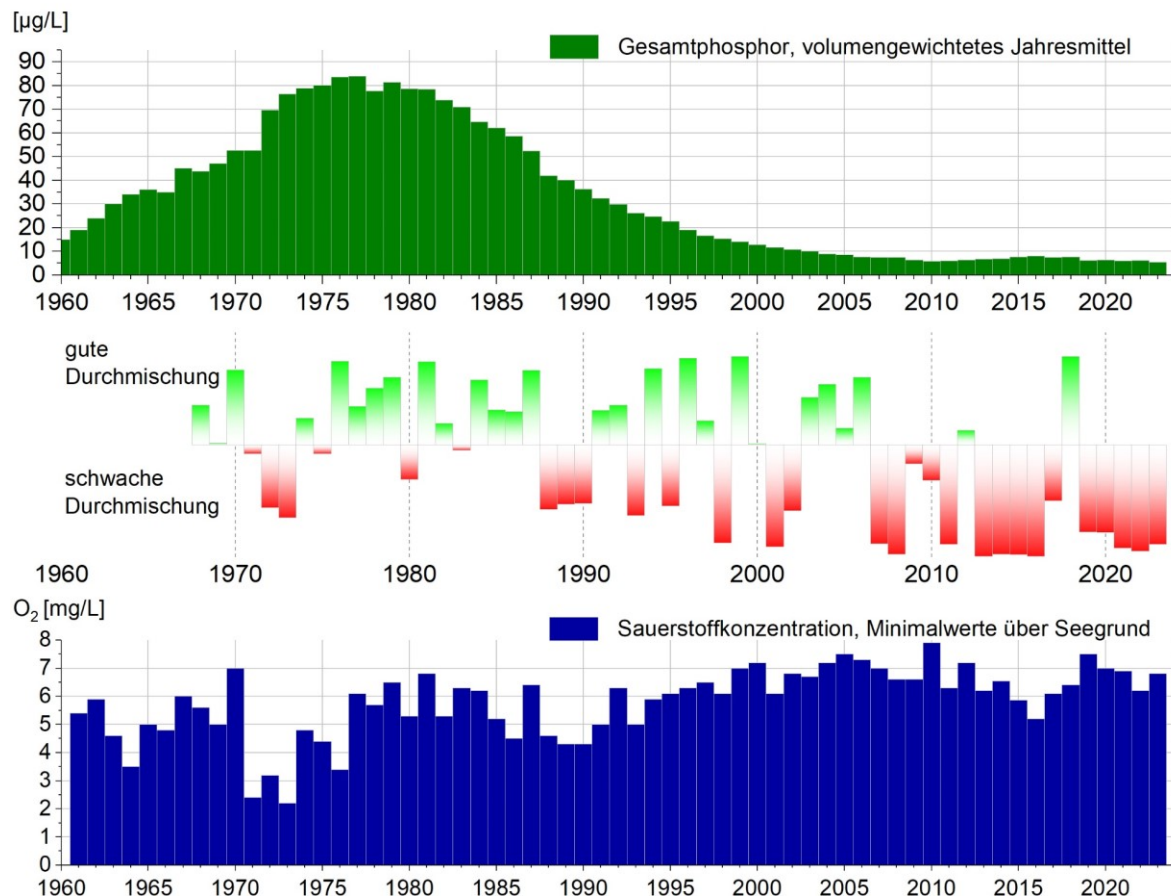 [µg/L]
Gesamtphosphor, volumengewichtetes Jahresmittel
90
80
70
60
50
40
30
20
10
0
1960 1965 1970 1975 1980 1985 1990 1995 2000 2005 2010 2015 2020
gute
Durchmischung
schwache
Durchmischung
1960 1970 1980 1990 2000 2010 2020
O₂ [mg/L]
Sauerstoffkonzentration, Minimalwerte über Seegrund
8
7
6
5
4
3
2
1
0
1960 1965 1970 1975 1980 1985 1990 1995 2000 2005 2010 2015 2020